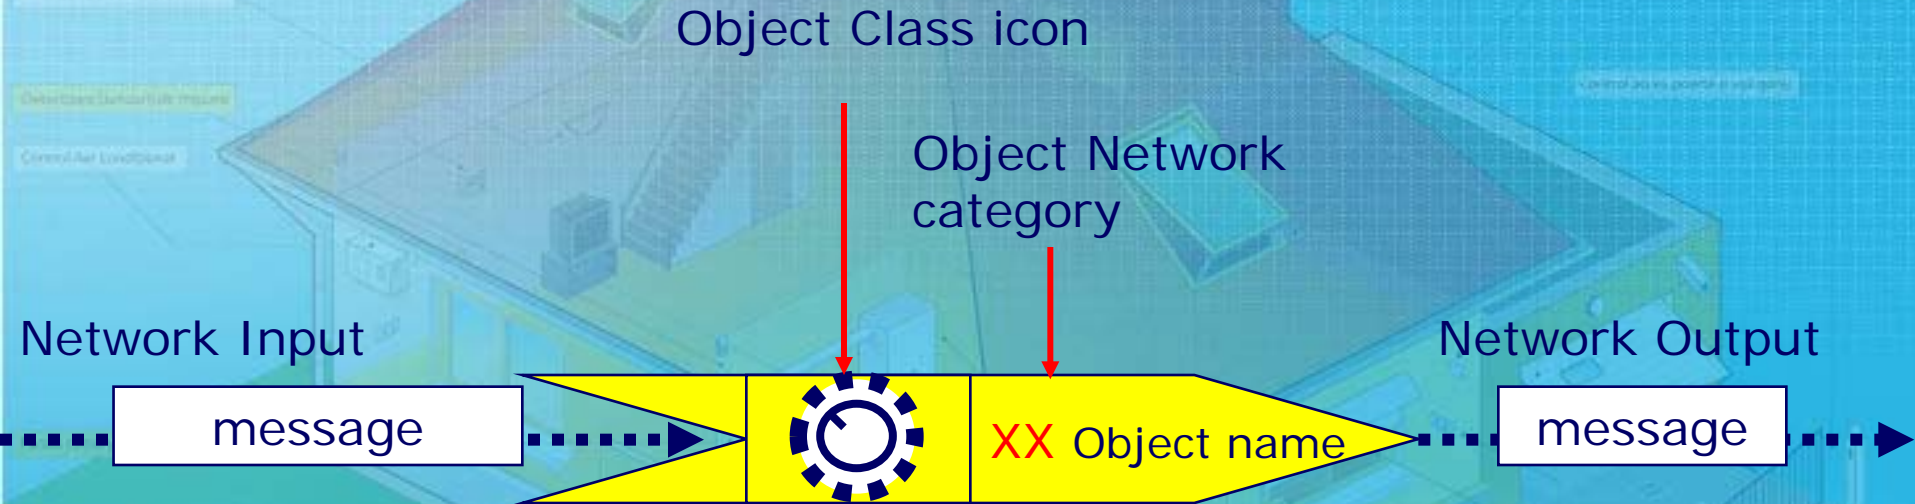 Object Class icon
Object Network
category
Network Input
Network Output
message
XX Object name
message